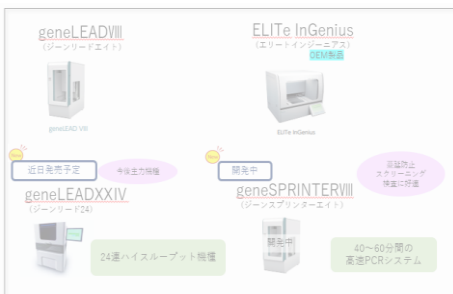 geneLEADⅧ
(ジーンリードエイト)
geneLEAD VIII
ELITe InGenius
(エリートインジーニアス)
OEM製品
ELITe InGenius
New
近日発売予定
今後主力機種
geneLEADXXIV
(ジーンリード24)
24連ハイスループット機種
New
開発中
蔓延防止
スクリーニング
検査に好適
geneSPRINTERⅧ
(ジーンスプリンターエイト)
開発中
40～60分間の
高速PCRシステム